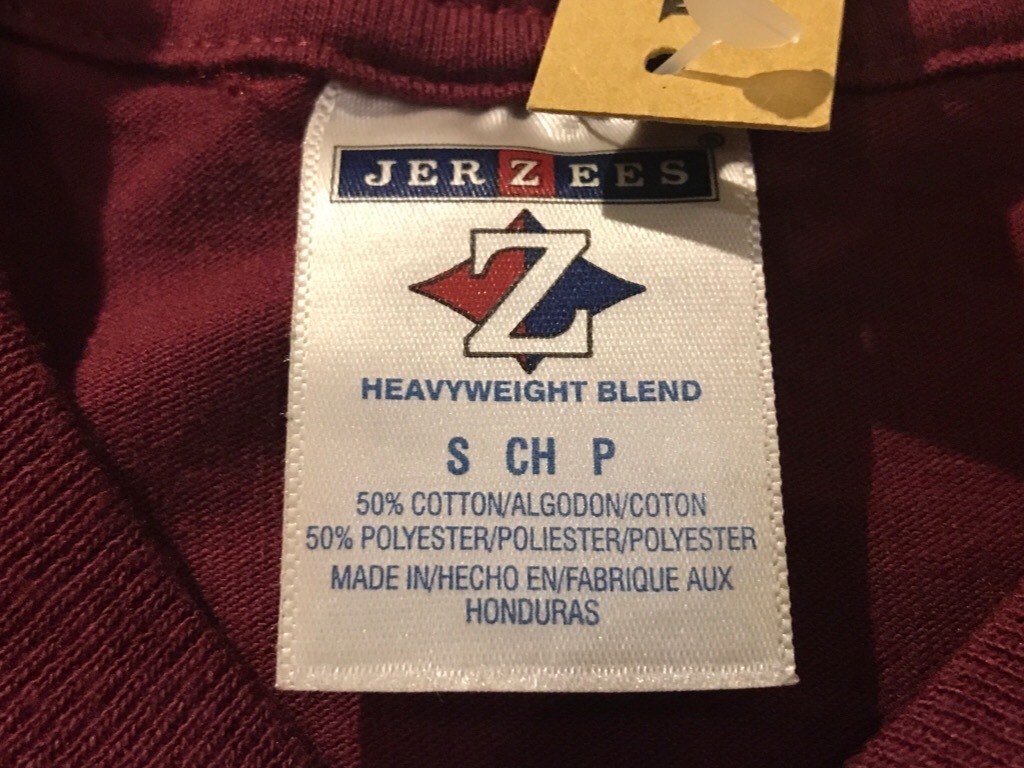 JERZEES®
Z
HEAVYWEIGHT BLEND
S CH P
50% COTTON/ALGODON/COTON
50% POLYESTER/POLIESTER/POLYESTER
MADE IN/HECHO EN/FABRIQUE AUX
HONDURAS